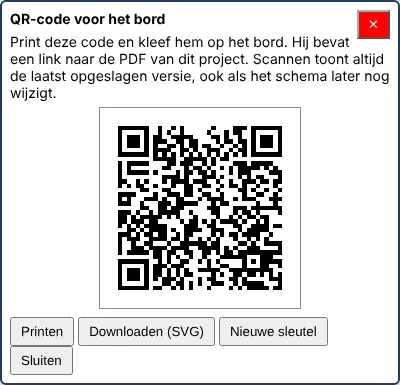 QR-code voor het bord
×
Print deze code en kleef hem op het bord. Hij bevat
een link naar de PDF van dit project. Scannen toont altijd
de laatst opgeslagen versie, ook als het schema later nog
wijzigt.
Printen
Downloaden (SVG)
Nieuwe sleutel
Sluiten